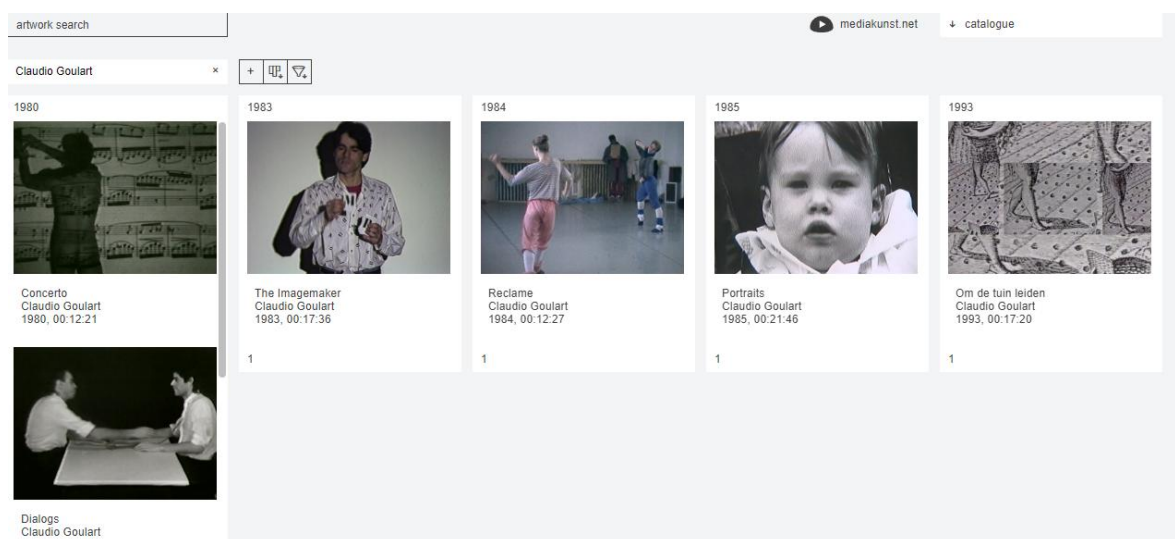 artwork search
mediakunst.net
↓ catalogue
Claudio Goulart ×
+
1980
Concerto
Claudio Goulart
1980, 00:12:21
Dialogs
Claudio Goulart
1983
The Imagemaker
Claudio Goulart
1983, 00:17:36
1
1984
Reclame
Claudio Goulart
1984, 00:12:27
1
1985
Portraits
Claudio Goulart
1985, 00:21:46
1
1993
Om de tuin leiden
Claudio Goulart
1993, 00:17:20
1